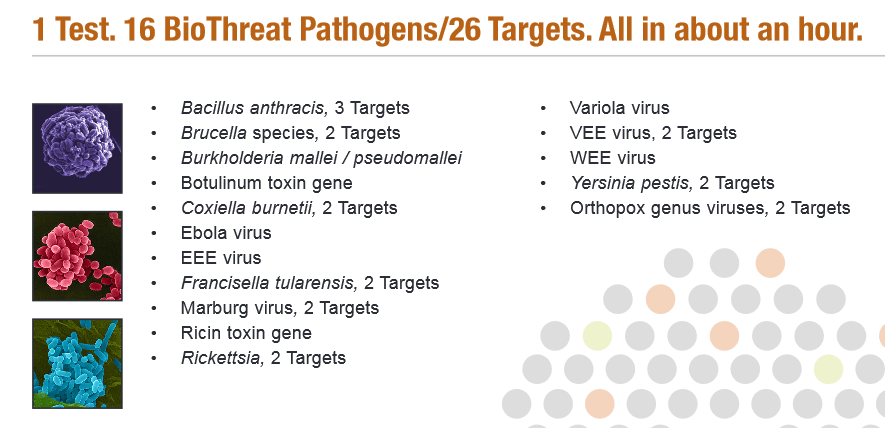 1 Test. 16 BioThreat Pathogens/26 Targets. All in about an hour.
• Bacillus anthracis, 3 Targets
• Brucella species, 2 Targets
• Burkholderia mallei / pseudomallei
• Botulinum toxin gene
• Coxiella burnetii, 2 Targets
• Ebola virus
• EEE virus
• Francisella tularensis, 2 Targets
• Marburg virus, 2 Targets
• Ricin toxin gene
• Rickettsia, 2 Targets
• Variola virus
• VEE virus, 2 Targets
• WEE virus
• Yersinia pestis, 2 Targets
• Orthopox genus viruses, 2 Targets